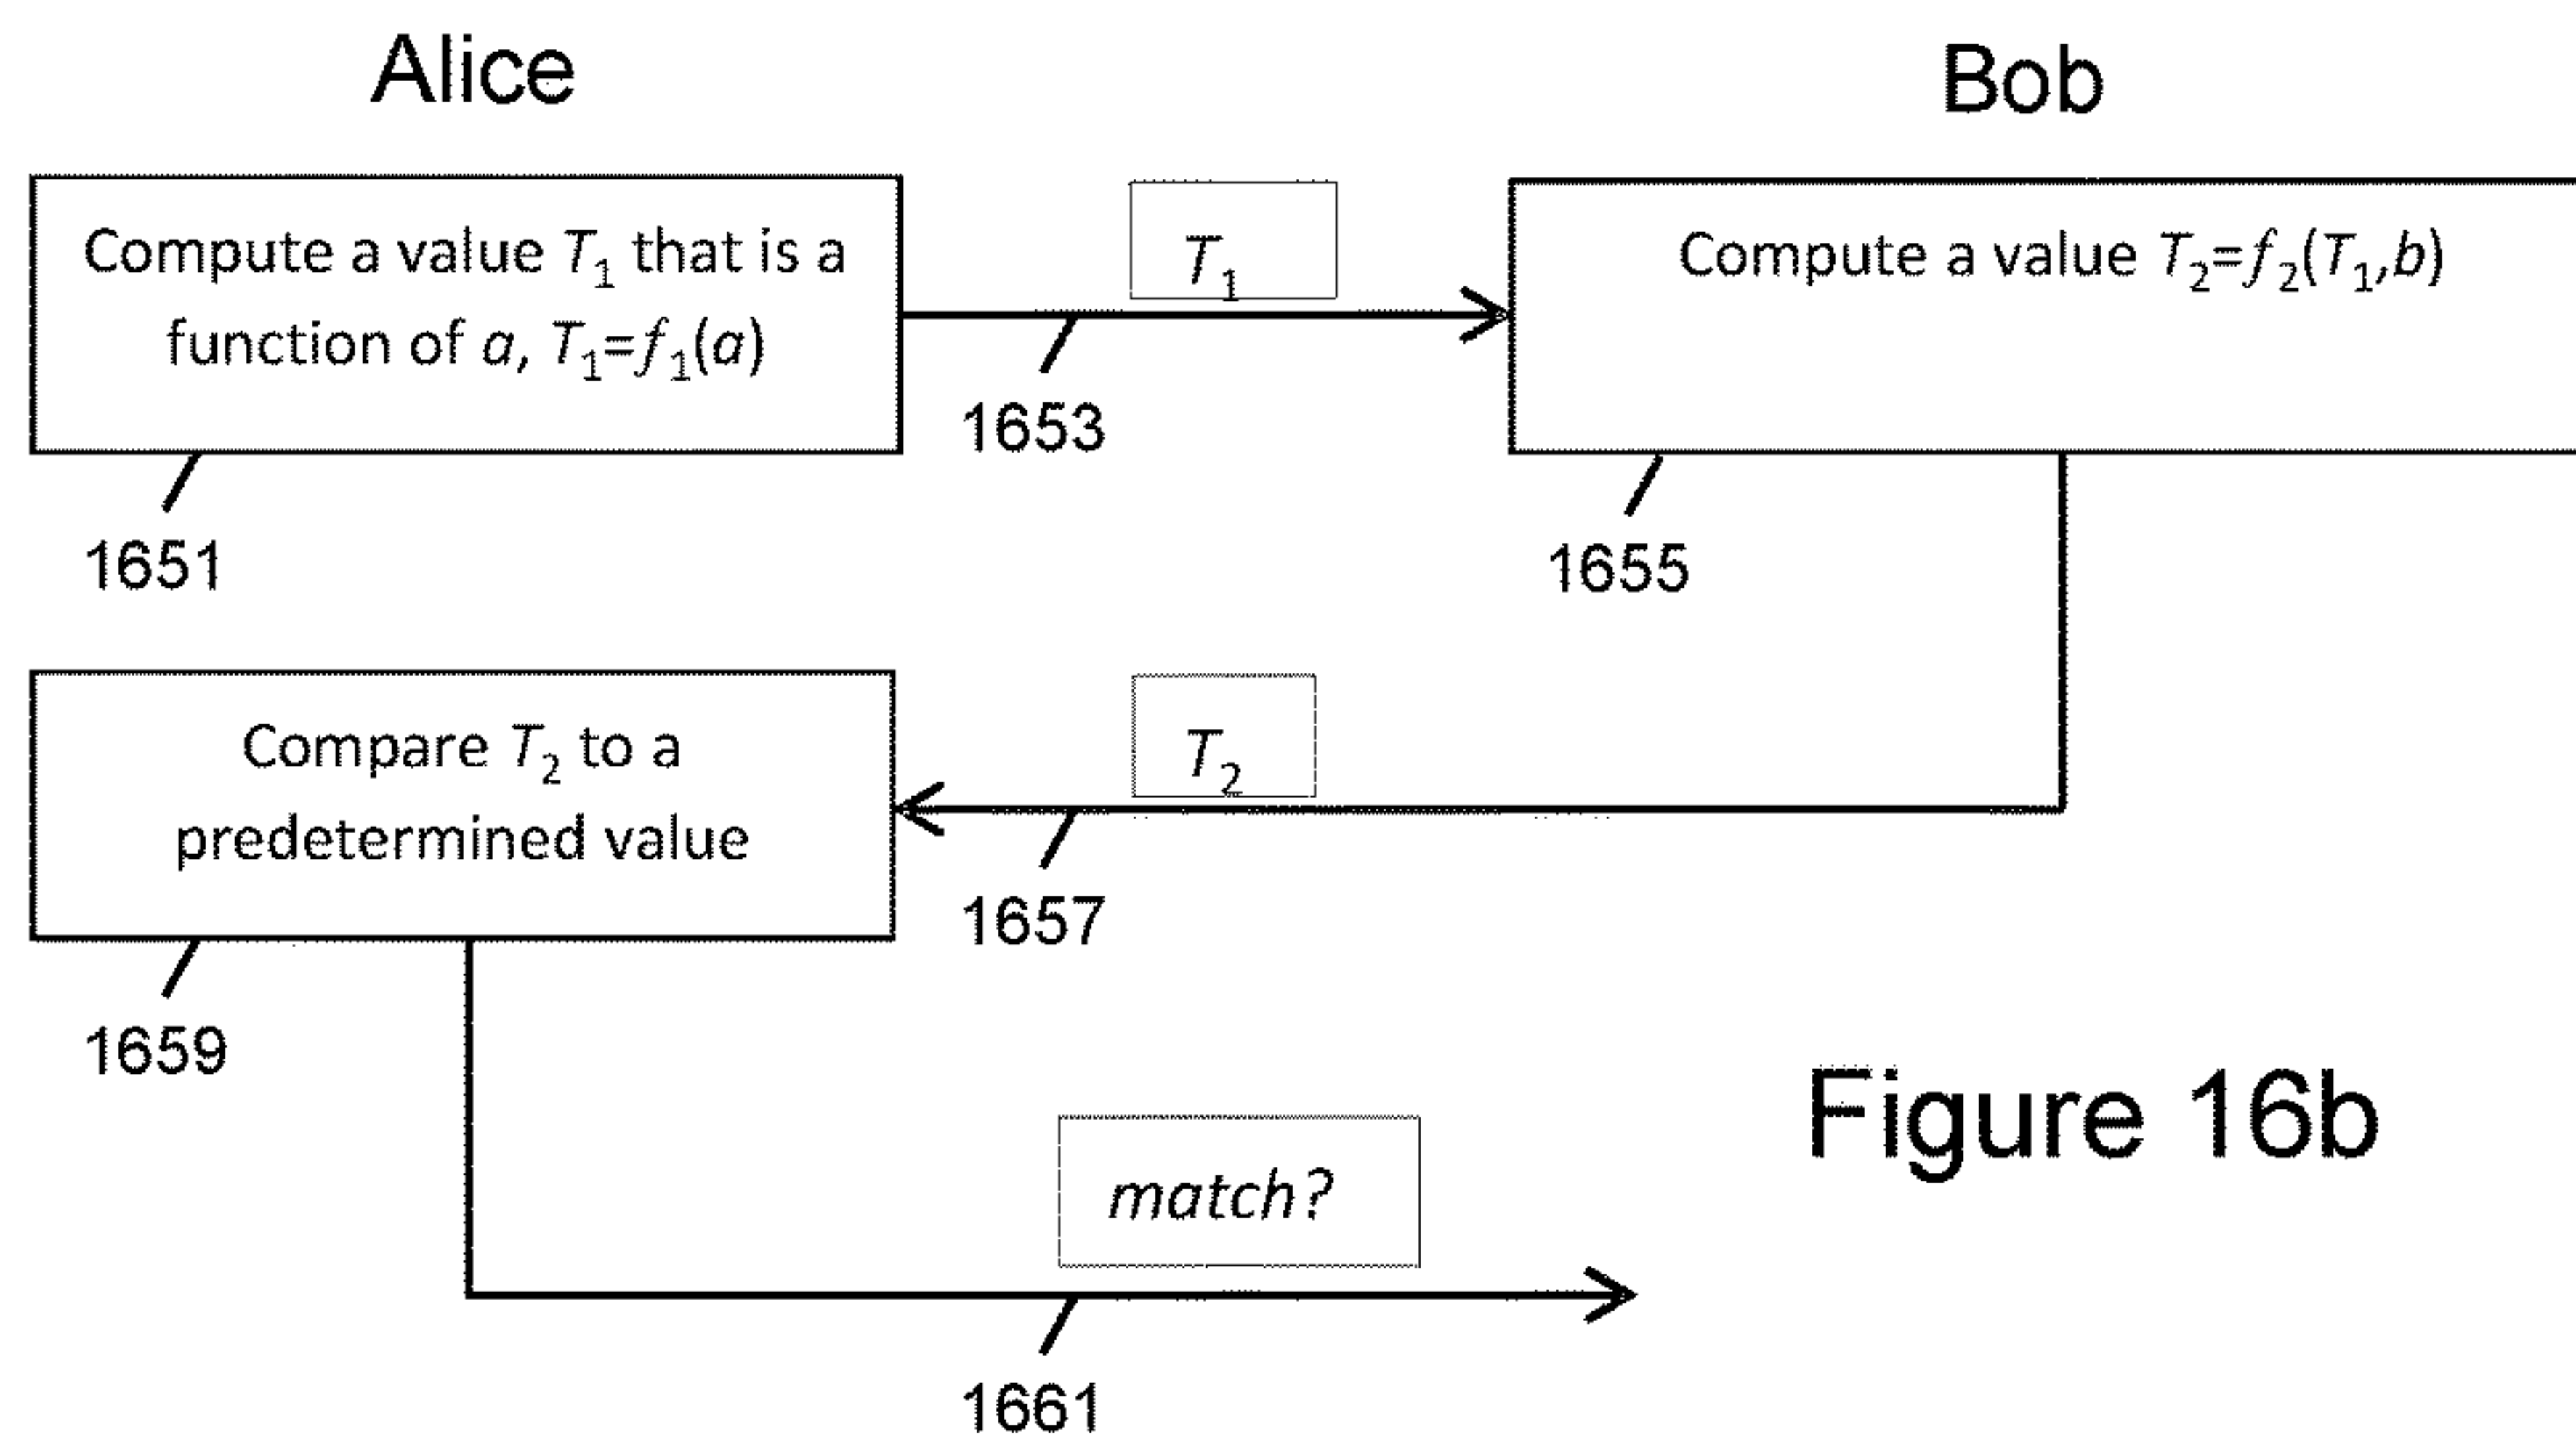 Alice
Bob
Compute a value T₁ that is a
function of a, T₁=f₁(a)
T₁
Compute a value T₂=f₂(T₁,b)
1653
1651
1655
Compare T₂ to a
predetermined value
T₂
1657
1659
Figure 16b
match?
1661